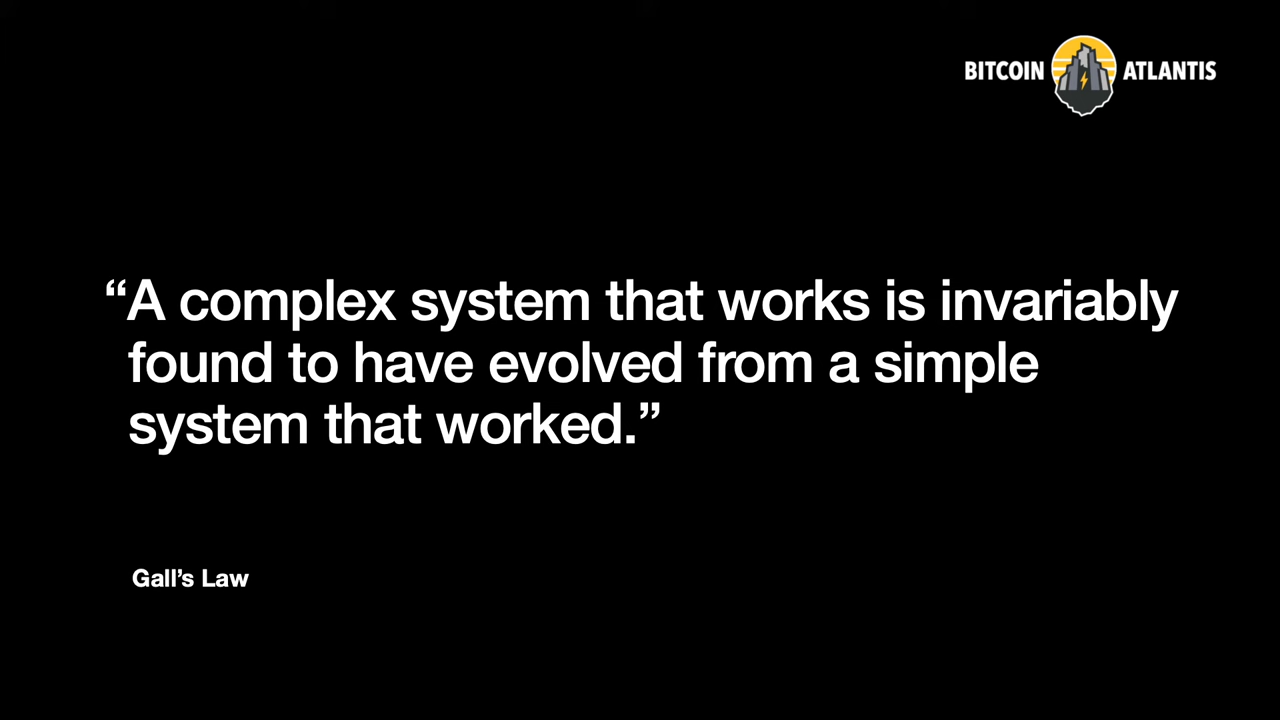 BITCOIN ATLANTIS
“A complex system that works is invariably
found to have evolved from a simple
system that worked.”
Gall’s Law